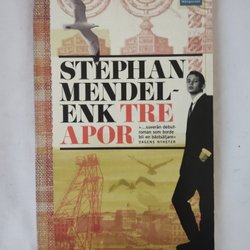 STEPHAN
MENDEL-
ENK TRE
APOR
»...suverän debut-
roman som borde
bli en bästsäljare»
DAGENS NYHETER